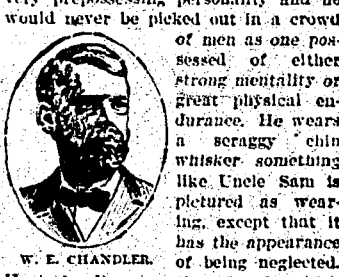 very prepossessing personality and he
would never be picked out in a crowd
of men as one pos-
sessed of either
strong mentality or
great physical en-
durance. He wears
a scraggy chin
whisker something
like Uncle Sam is
pictured as wear-
ing, except that it
has the appearance
of being neglected.
W. E. CHANDLER.